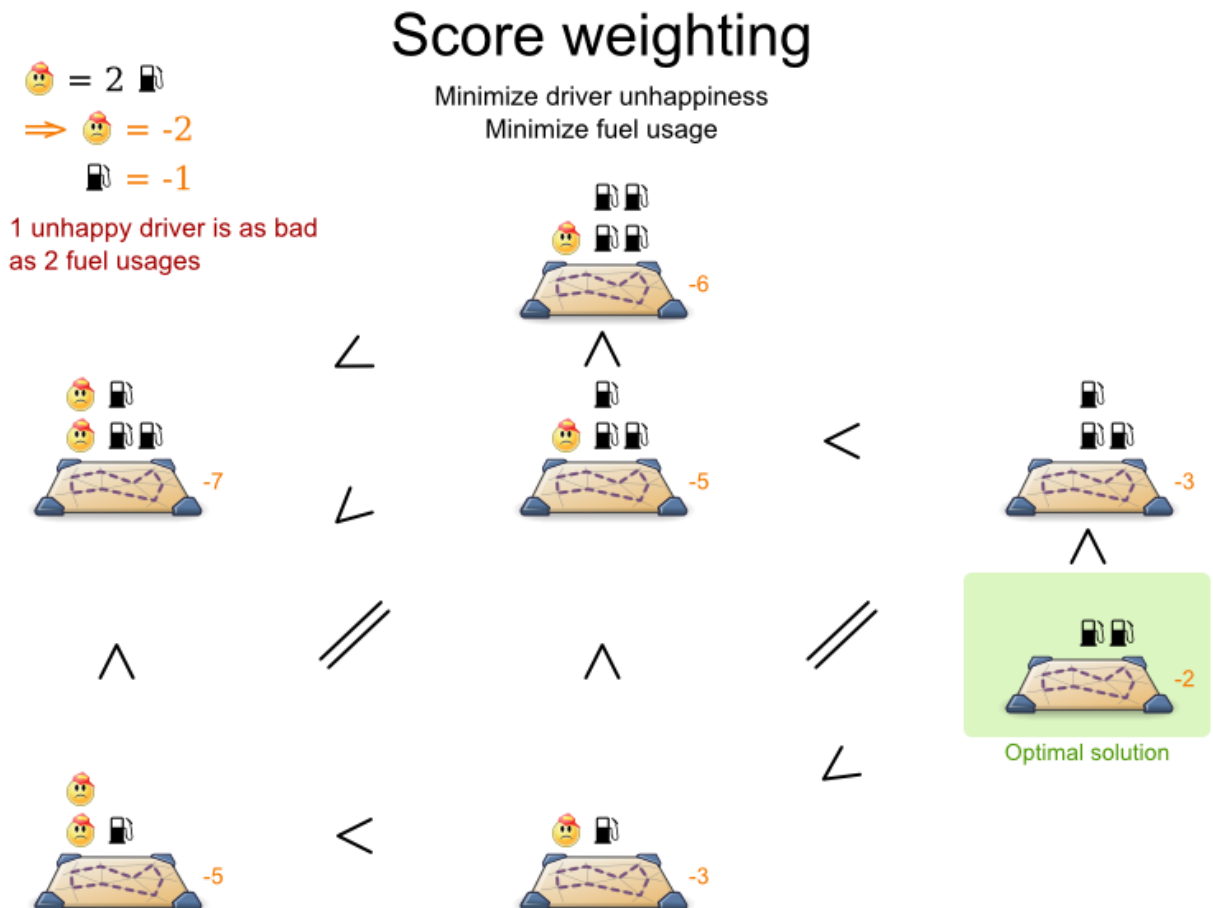 Score weighting
Minimize driver unhappiness
Minimize fuel usage
= 2
⇒ = -2
= -1
1 unhappy driver is as bad
as 2 fuel usages
-6
<
∧
-7
-5
<
-3
<
∧
∧
//
∧
//
-2
Optimal solution
<
-5
<
-3